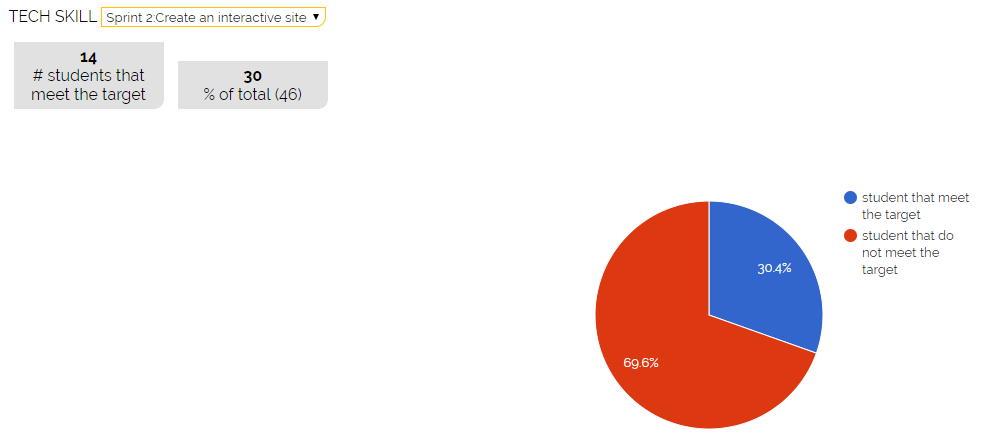 TECH SKILL Sprint 2:Create an interactive site
14
# students that
meet the target
30
% of total (46)
student that meet
the target
student that do
not meet the
target
30.4%
69.6%